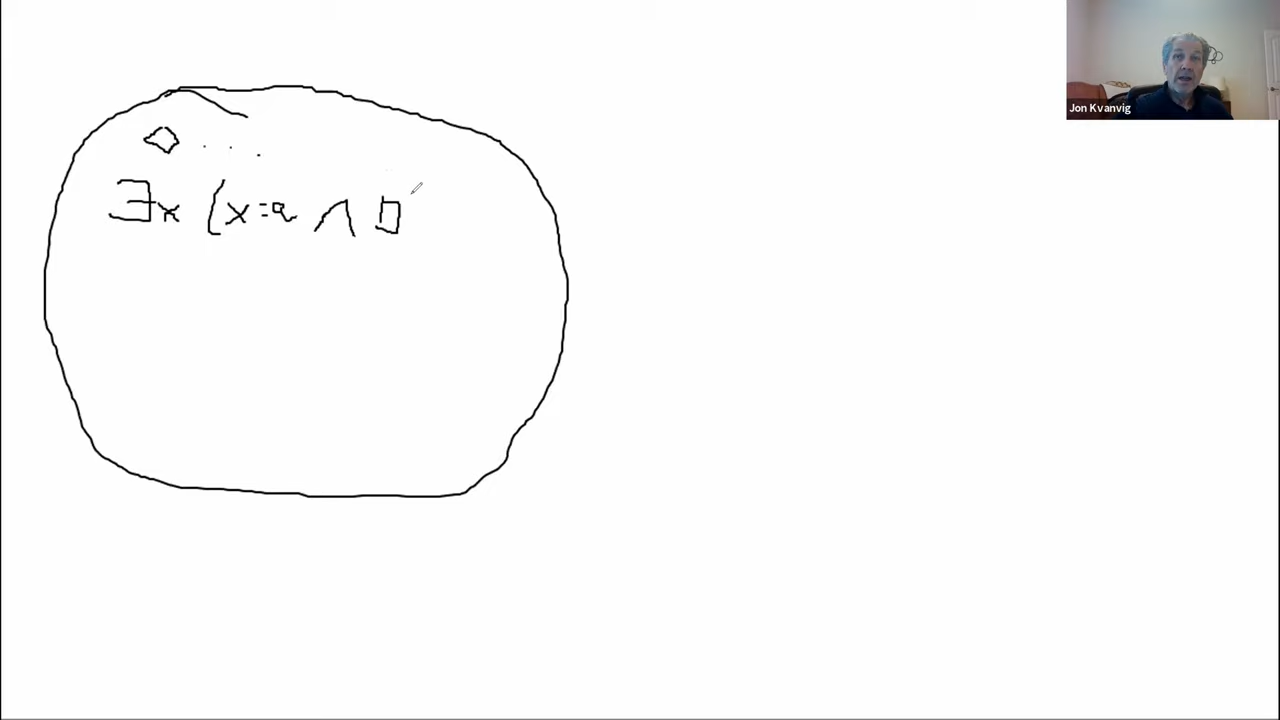 ◇ . . .
∃x (x=a ∧ □
Jon Kvanvig